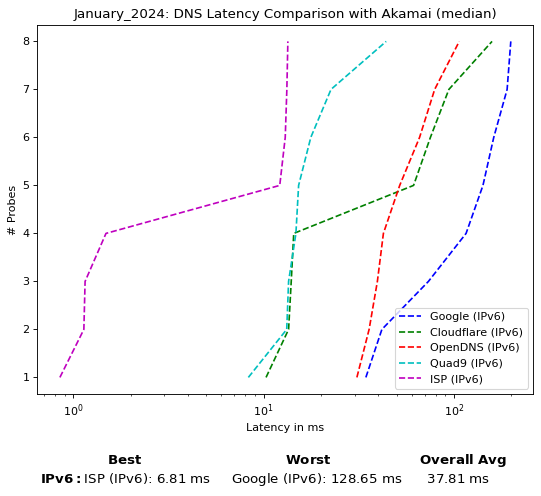 January_2024: DNS Latency Comparison with Akamai (median)
8
7
6
5
4
3
2
1
# Probes
10⁰ 10¹ 10²
Latency in ms
Google (IPv6)
Cloudflare (IPv6)
OpenDNS (IPv6)
Quad9 (IPv6)
ISP (IPv6)
Best Worst Overall Avg
IPv6: ISP (IPv6): 6.81 ms Google (IPv6): 128.65 ms 37.81 ms